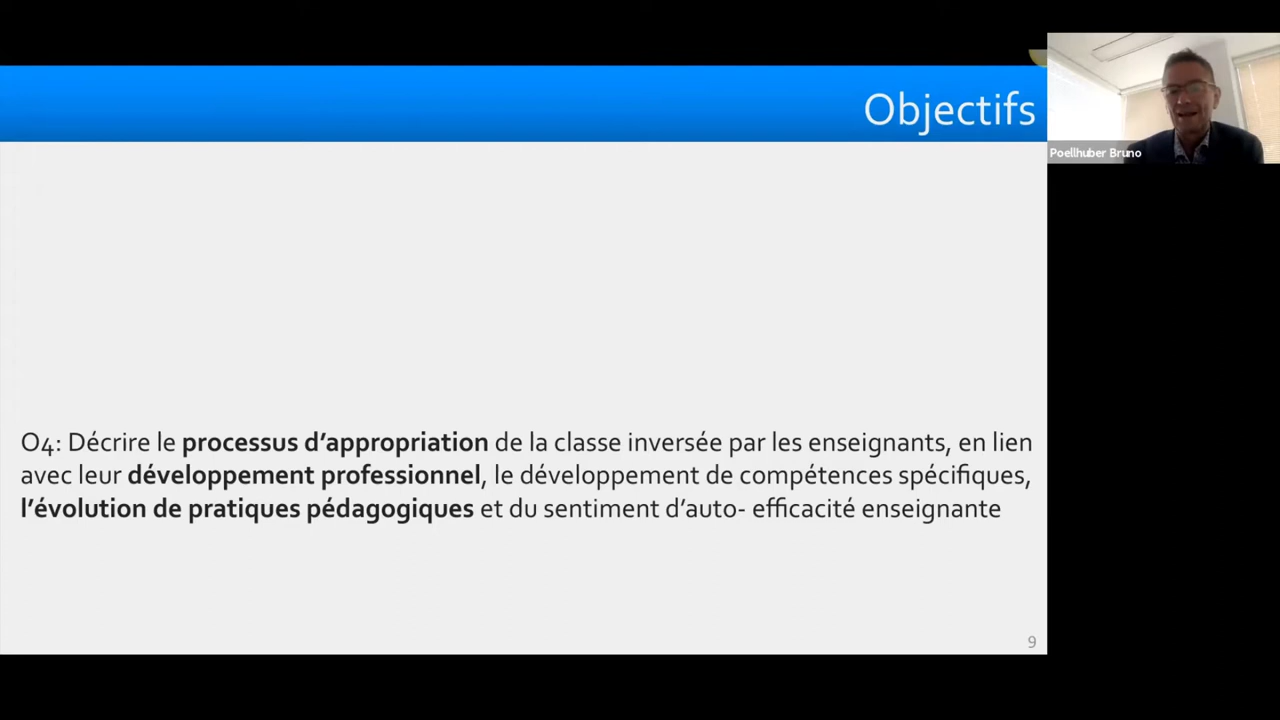 Objectifs
Poellhuber Bruno
O4: Décrire le processus d'appropriation de la classe inversée par les enseignants, en lien
avec leur développement professionnel, le développement de compétences spécifiques,
l'évolution de pratiques pédagogiques et du sentiment d'auto- efficacité enseignante
9